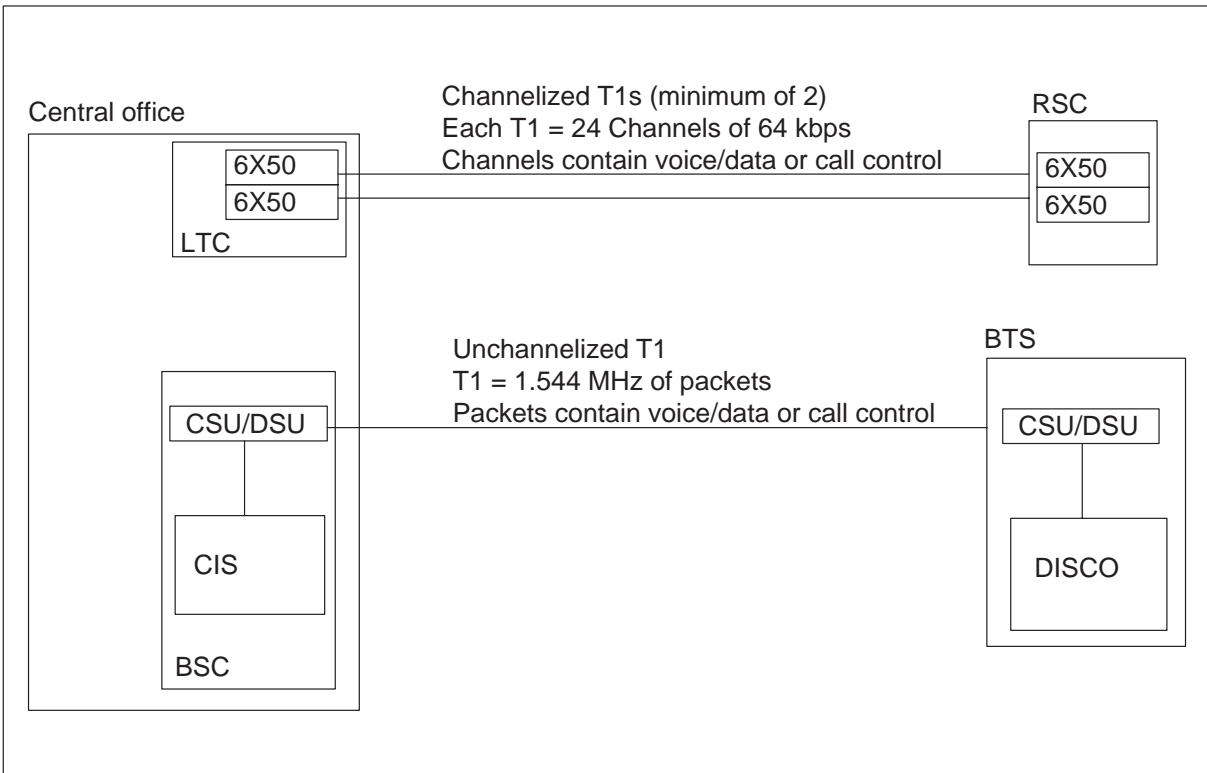 Central office
Channelized T1s (minimum of 2)
Each T1 = 24 Channels of 64 kbps
Channels contain voice/data or call control
RSC
6X50
6X50
LTC
6X50
6X50
Unchannelized T1
T1 = 1.544 MHz of packets
Packets contain voice/data or call control
BTS
CSU/DSU
CIS
BSC
CSU/DSU
DISCO